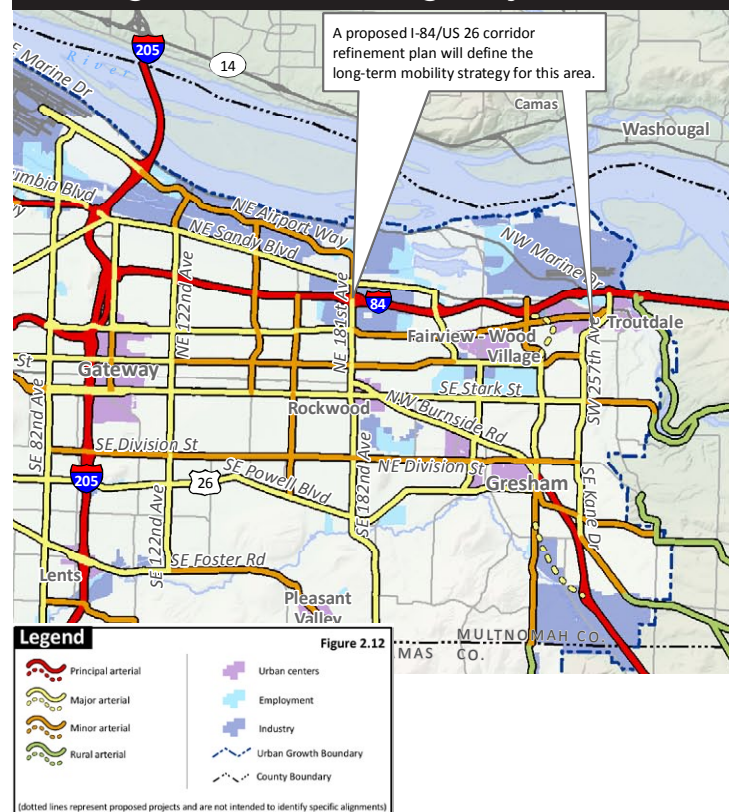 A proposed I-84/US 26 corridor
refinement plan will define the
long-term mobility strategy for this area.
205
14
E Marine Dr
River
Camas
Washougal
umbia Blvd
NE Airport Way
NE Sandy Blvd
NW Marine Dr
NE 122nd Ave
NE 181st Ave
84
Fairview - Wood
Village
Troutdale
St
Gateway
SE Stark St
SW 257th Ave
Rockwood
NW Burnside Rd
SE 82nd Ave
SE Division St
NE Division St
205
26
SE Powell Blvd
SE 182nd Ave
Gresham
SE Kane Dr
SE 122nd Ave
SE Foster Rd
Lents
Pleasant
Valley
MULTNOMAH CO.
AMAS CO.
Legend
Figure 2.12
Principal arterial
Major arterial
Minor arterial
Rural arterial
Urban centers
Employment
Industry
Urban Growth Boundary
County Boundary
(dotted lines represent proposed projects and are not intended to identify specific alignments)